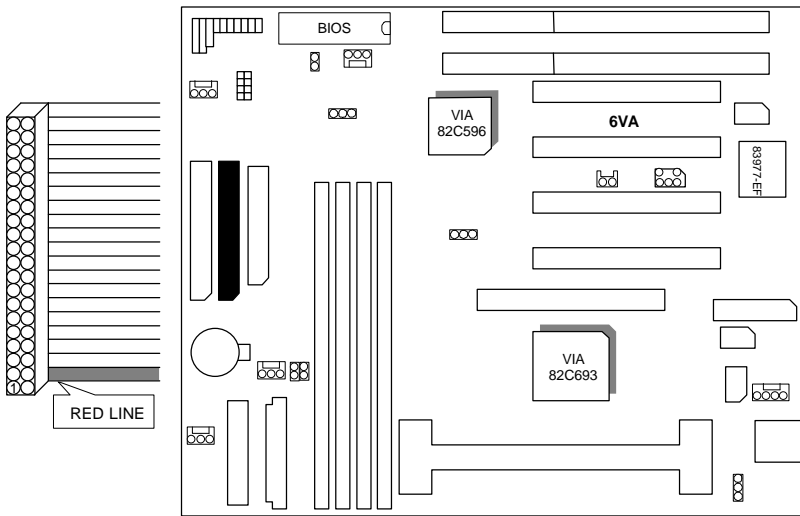 BIOS
VIA
82C596
6VA
83977-EF
1
RED LINE
VIA
82C693